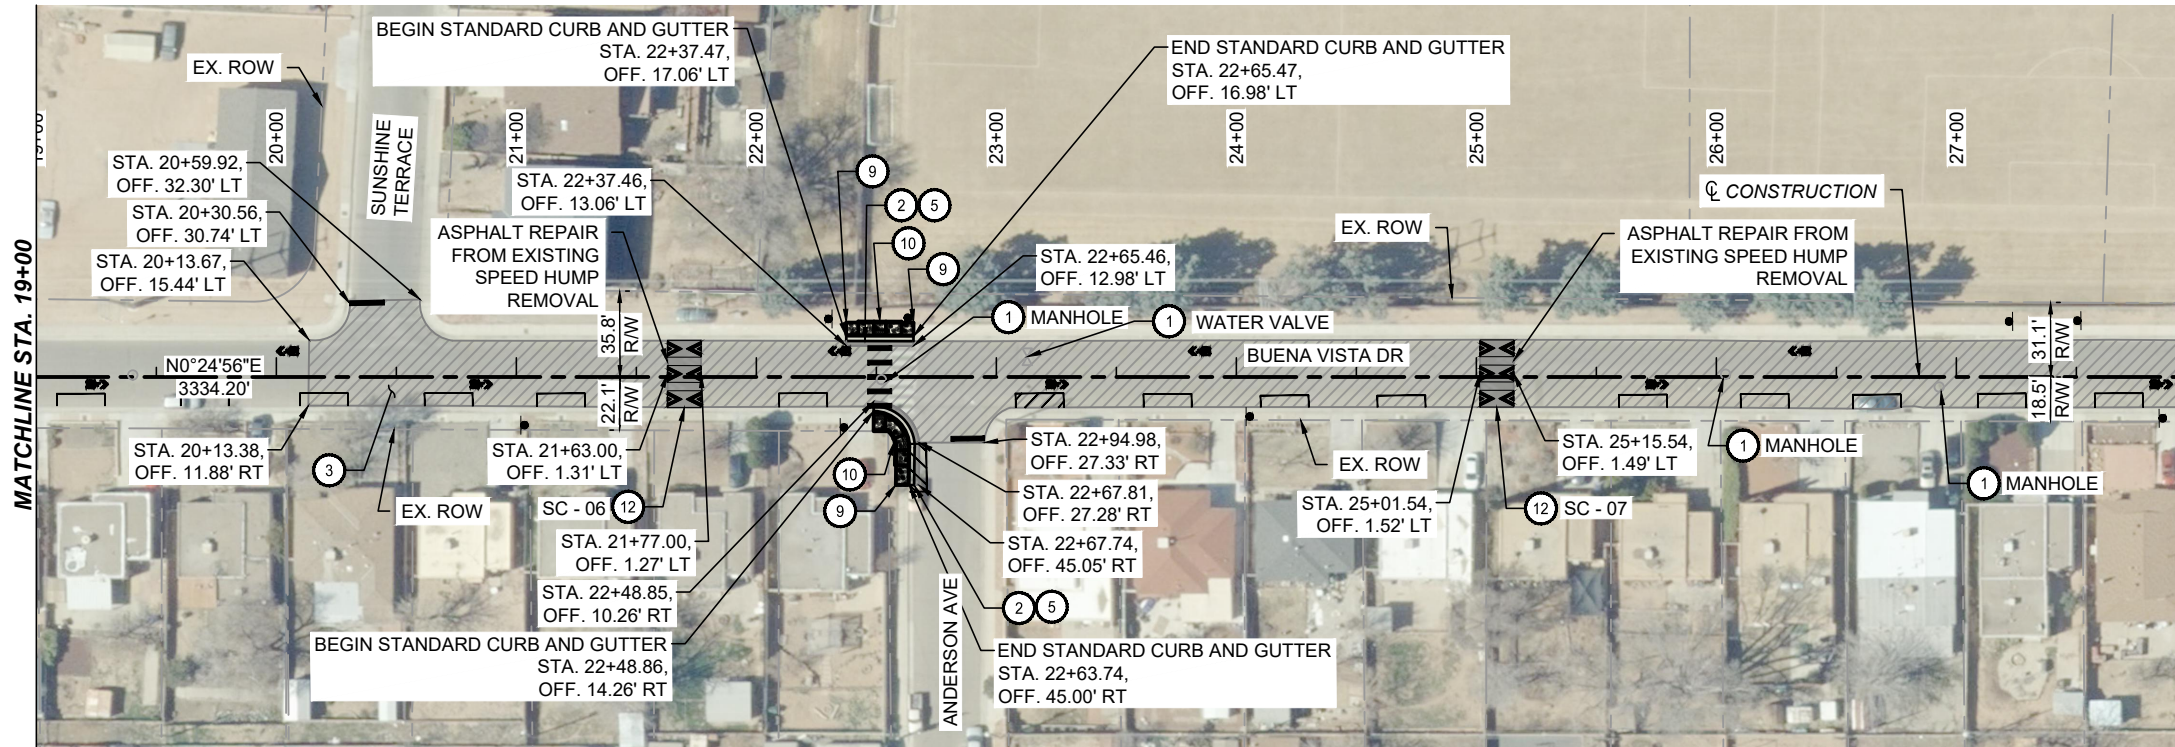 MATCHLINE STA. 19+00
BEGIN STANDARD CURB AND GUTTER
STA. 22+37.47,
OFF. 17.06' LT
END STANDARD CURB AND GUTTER
STA. 22+65.47,
OFF. 16.98' LT
EX. ROW
20+00
21+00
22+00
23+00
24+00
25+00
26+00
27+00
SUNSHINE
TERRACE
STA. 20+59.92,
OFF. 32.30' LT
STA. 20+30.56,
OFF. 30.74' LT
STA. 20+13.67,
OFF. 15.44' LT
STA. 22+37.46,
OFF. 13.06' LT
ASPHALT REPAIR
FROM EXISTING
SPEED HUMP
REMOVAL
9
2 5
10
9
STA. 22+65.46,
OFF. 12.98' LT
1 MANHOLE
1 WATER VALVE
EX. ROW
℄ CONSTRUCTION
ASPHALT REPAIR FROM
EXISTING SPEED HUMP
REMOVAL
35.8'
R/W
22.1'
R/W
31.1'
R/W
18.5'
R/W
BUENA VISTA DR
N0°24'56"E
3334.20'
STA. 20+13.38,
OFF. 11.88' RT
3
EX. ROW
STA. 21+63.00,
OFF. 1.31' LT
SC - 06 12
STA. 21+77.00,
OFF. 1.27' LT
STA. 22+48.85,
OFF. 10.26' RT
BEGIN STANDARD CURB AND GUTTER
STA. 22+48.86,
OFF. 14.26' RT
10
9
ANDERSON AVE
STA. 22+94.98,
OFF. 27.33' RT
STA. 22+67.81,
OFF. 27.28' RT
STA. 22+67.74,
OFF. 45.05' RT
2 5
END STANDARD CURB AND GUTTER
STA. 22+63.74,
OFF. 45.00' RT
EX. ROW
STA. 25+01.54,
OFF. 1.52' LT
STA. 25+15.54,
OFF. 1.49' LT
12 SC - 07
1 MANHOLE
1 MANHOLE